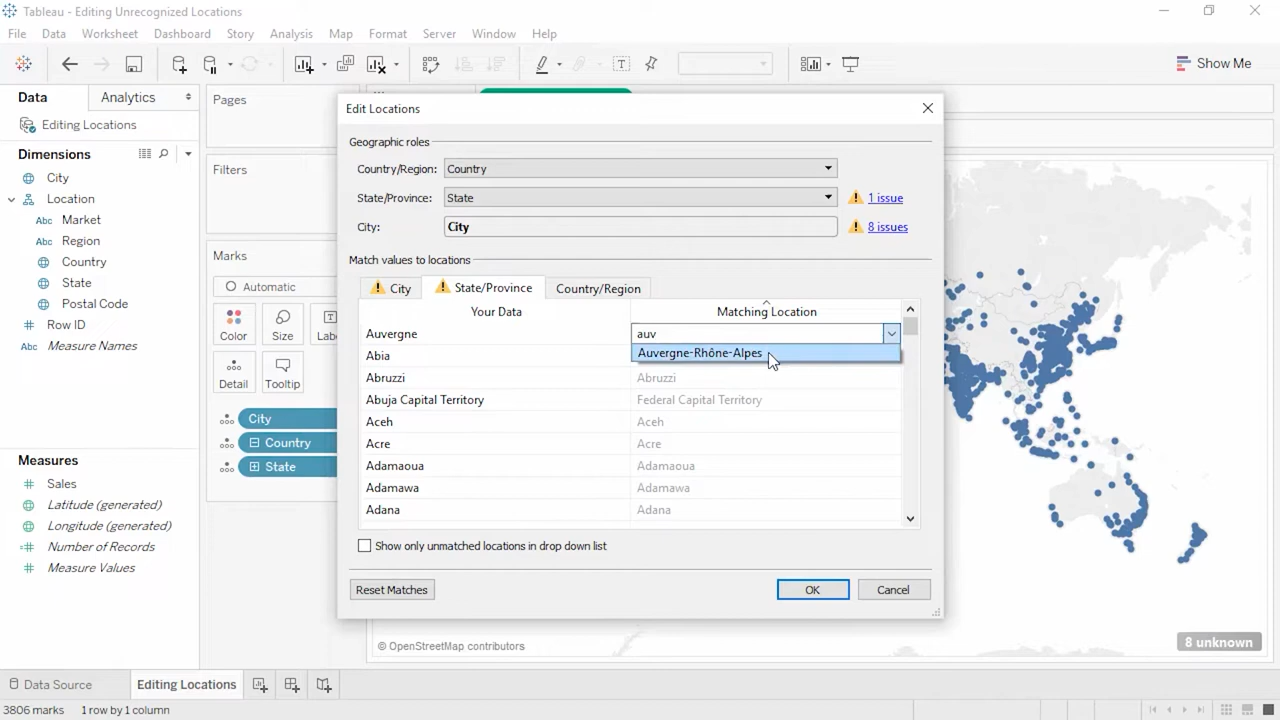 Tableau - Editing Unrecognized Locations
File Data Worksheet Dashboard Story Analysis Map Format Server Window Help
Show Me
Data Analytics
Editing Locations
Dimensions
City
Location
Abc Market
Abc Region
Country
State
Postal Code
Row ID
Abc Measure Names
Measures
Sales
Latitude (generated)
Longitude (generated)
Number of Records
Measure Values
Pages
Filters
Marks
Automatic
Color Size Lab
Detail Tooltip
City
Country
State
Edit Locations
Geographic roles
Country/Region: Country
State/Province: State 1 issue
City: City 8 issues
Match values to locations
City State/Province Country/Region
Your Data Matching Location
Auvergne auv
Auvergne-Rhône-Alpes
Abia
Abruzzi Abruzzi
Abuja Capital Territory Federal Capital Territory
Aceh Aceh
Acre Acre
Adamaoua Adamaoua
Adamawa Adamawa
Adana Adana
Show only unmatched locations in drop down list
Reset Matches OK Cancel
© OpenStreetMap contributors
8 unknown
Data Source Editing Locations
3806 marks 1 row by 1 column